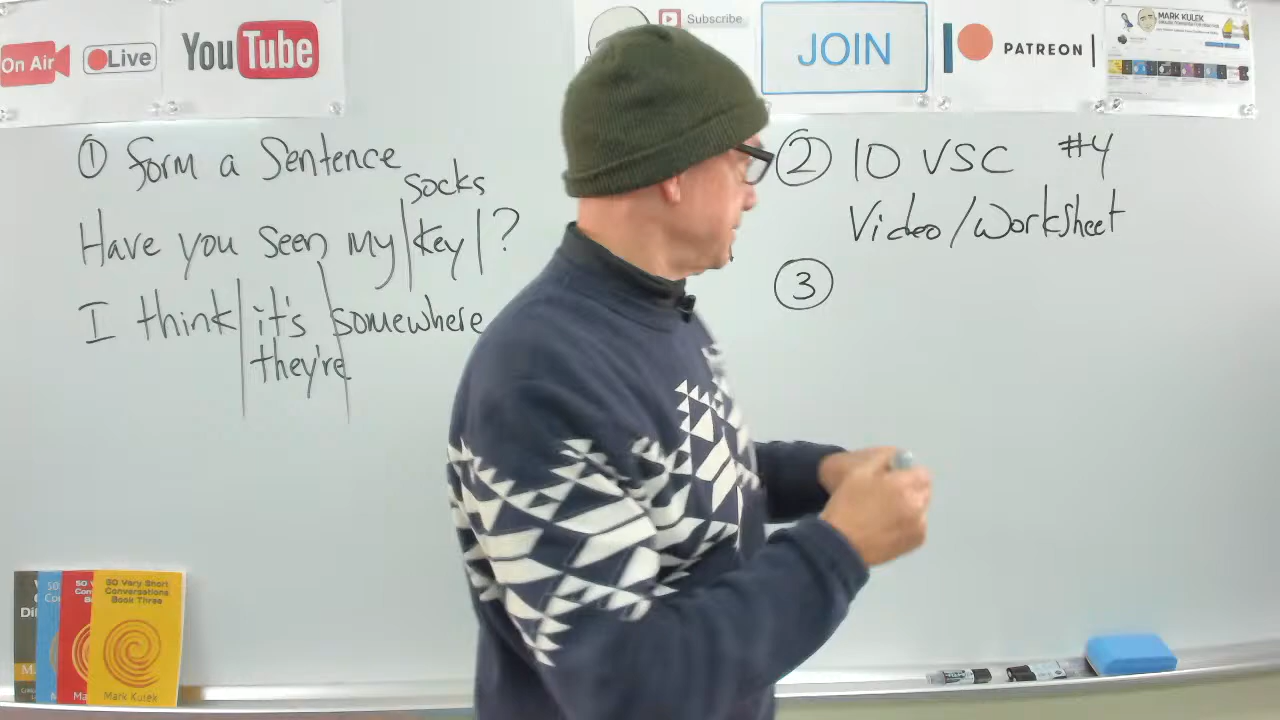 On Air
Live
YouTube
Subscribe
JOIN
PATREON
MARK KULEK
① Form a Sentence
socks
Have you seen my |key| ?
I think |it's| somewhere
they're
② 10 VSC #4
Video/Worksheet
③
50 Very Short
Conversations
Book Three
Mark Kulek